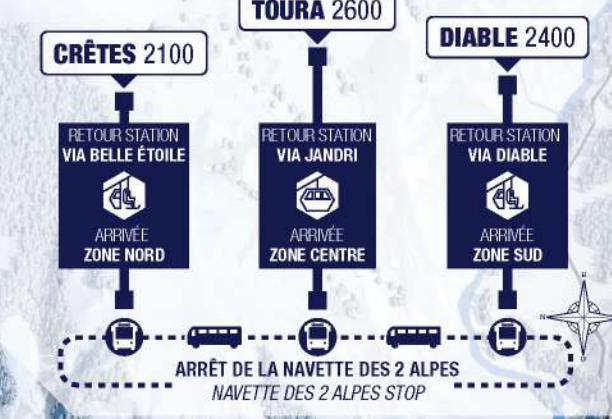 TOURA 2600
CRÊTES 2100
DIABLE 2400
RETOUR STATION
VIA BELLE ÉTOILE
ARRIVÉE
ZONE NORD
RETOUR STATION
VIA JANDRI
ARRIVÉE
ZONE CENTRE
RETOUR STATION
VIA DIABLE
ARRIVÉE
ZONE SUD
N
ARRÊT DE LA NAVETTE DES 2 ALPES
NAVETTE DES 2 ALPES STOP